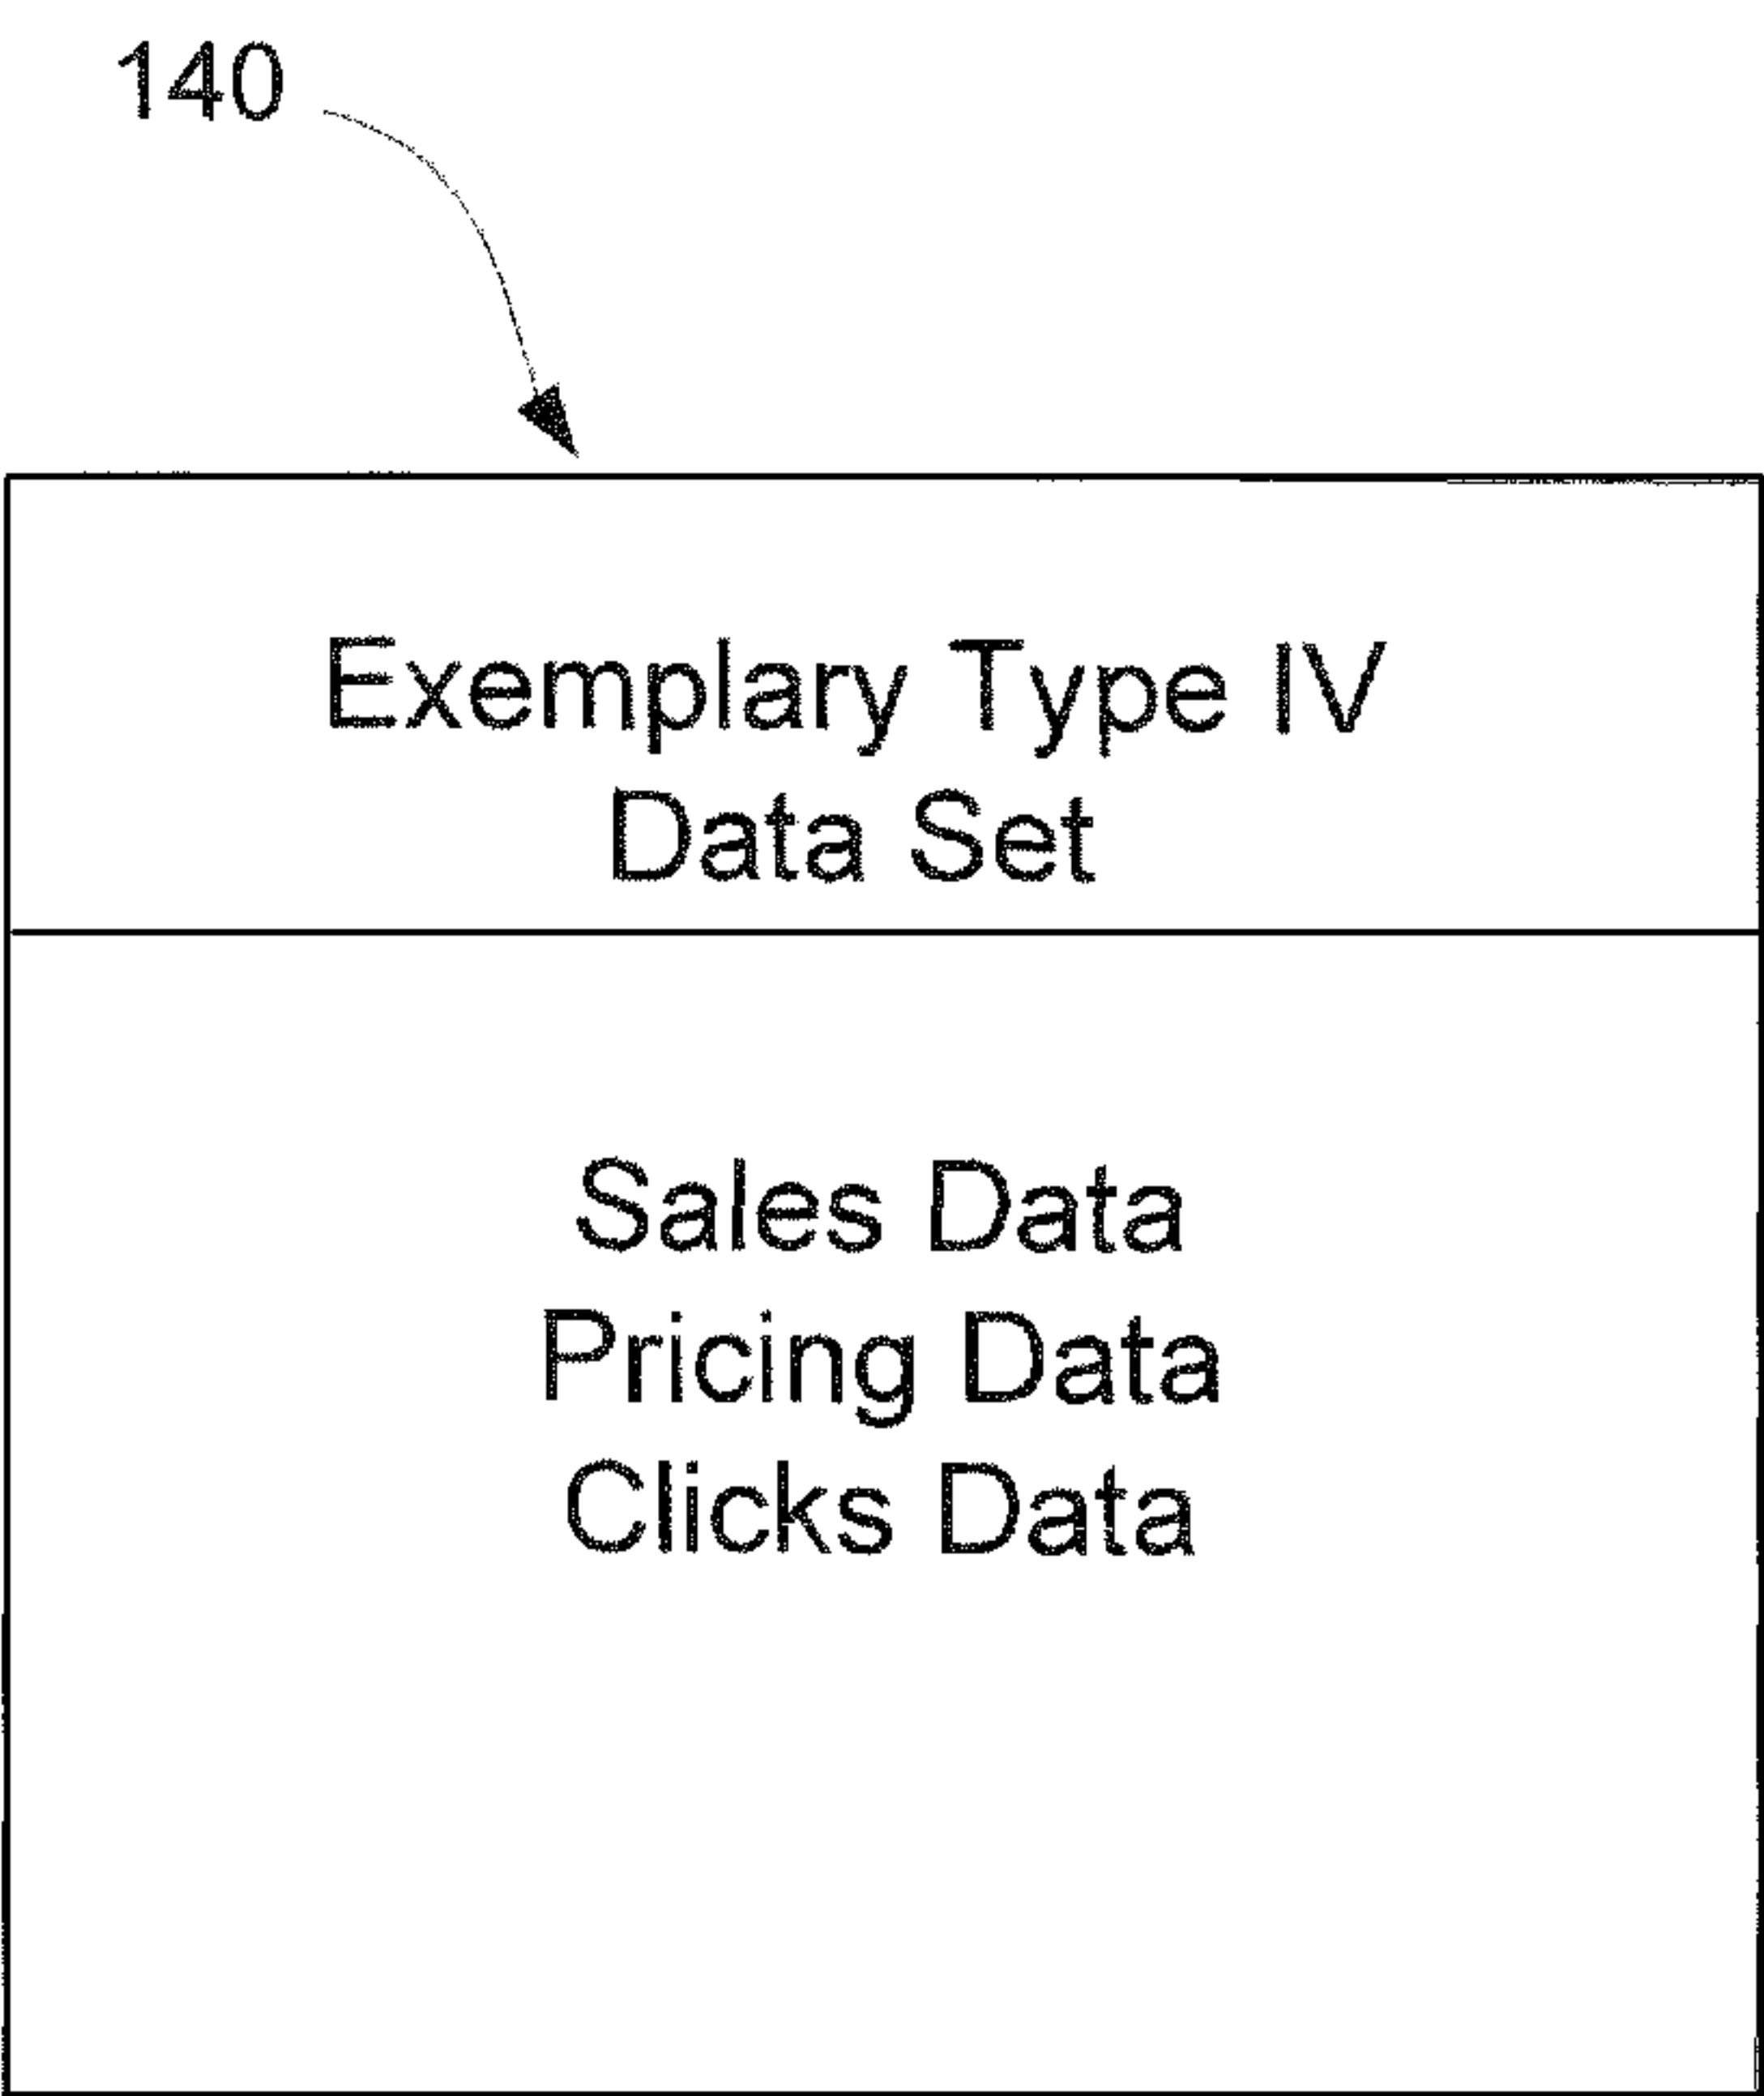 140
Exemplary Type IV
Data Set
Sales Data
Pricing Data
Clicks Data